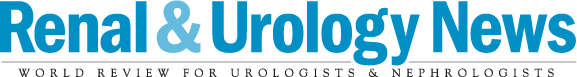 Renal & Urology News
WORLD REVIEW FOR UROLOGISTS & NEPHROLOGISTS